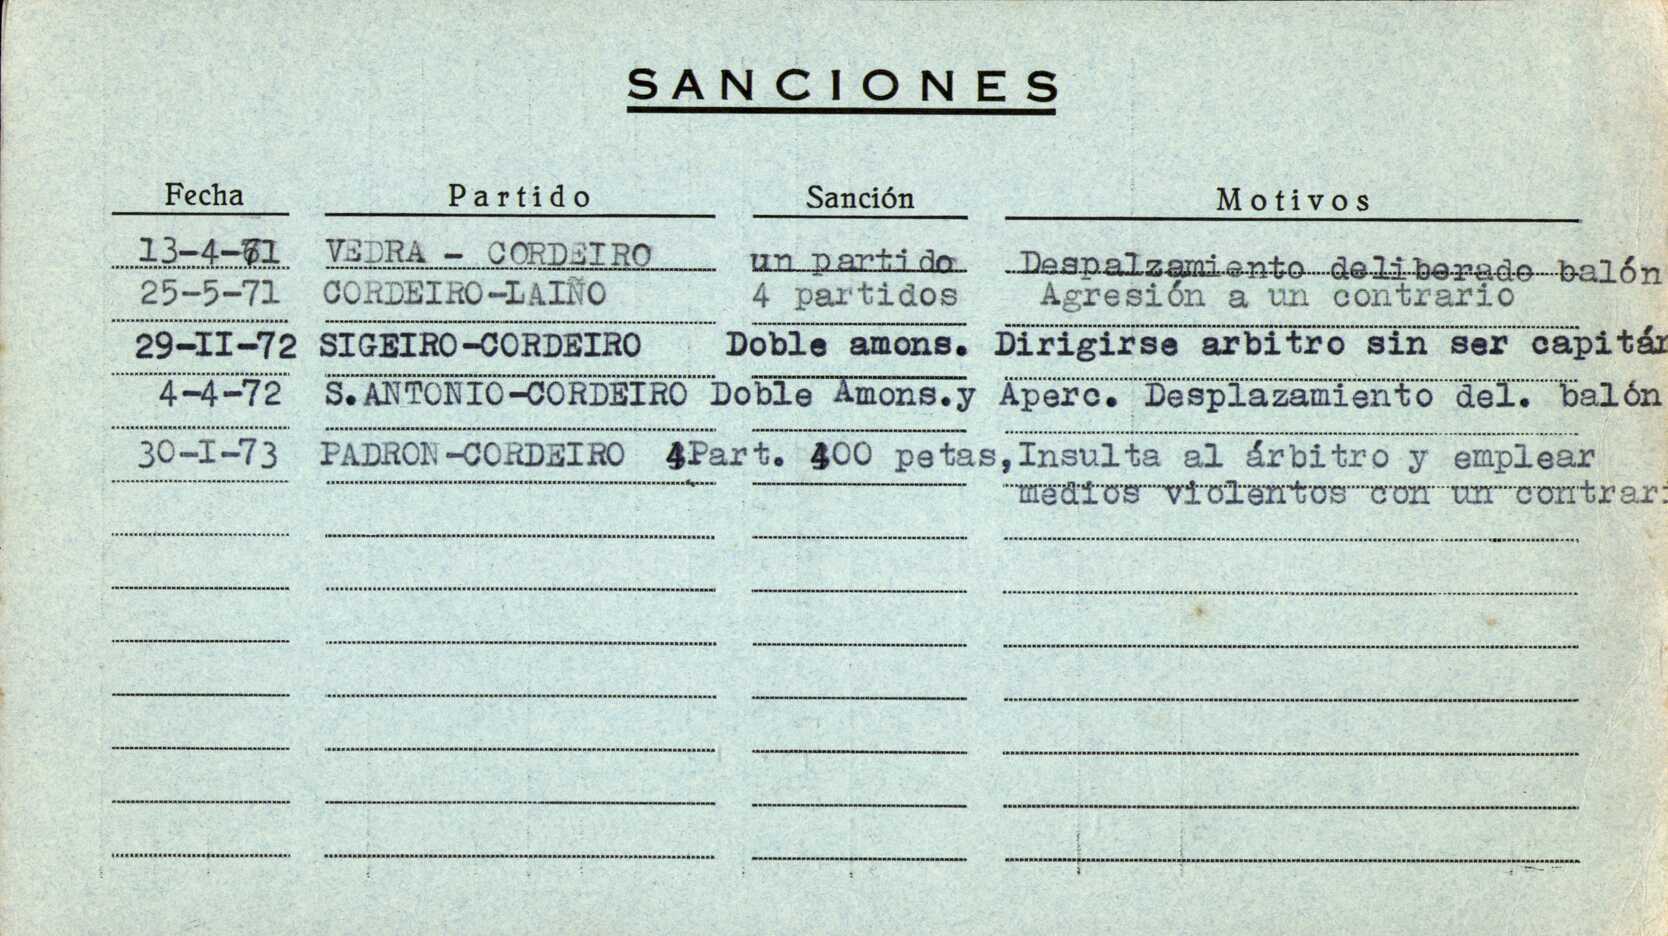 SANCIONES
Fecha Partido Sanción Motivos
13-4-71 VEDRA - CORDEIRO un partido Despalzamiento deliberado balón
25-5-71 CORDEIRO-LAIÑO 4 partidos Agresión a un contrario
29-II-72 SIGEIRO-CORDEIRO Doble amons. Dirigirse arbitro sin ser capitán
4-4-72 S.ANTONIO-CORDEIRO Doble Amons.y Aperc. Desplazamiento del. balón
30-I-73 PADRON-CORDEIRO 4Part. 400 petas,Insulta al árbitro y emplear
medios violentos con un contrari